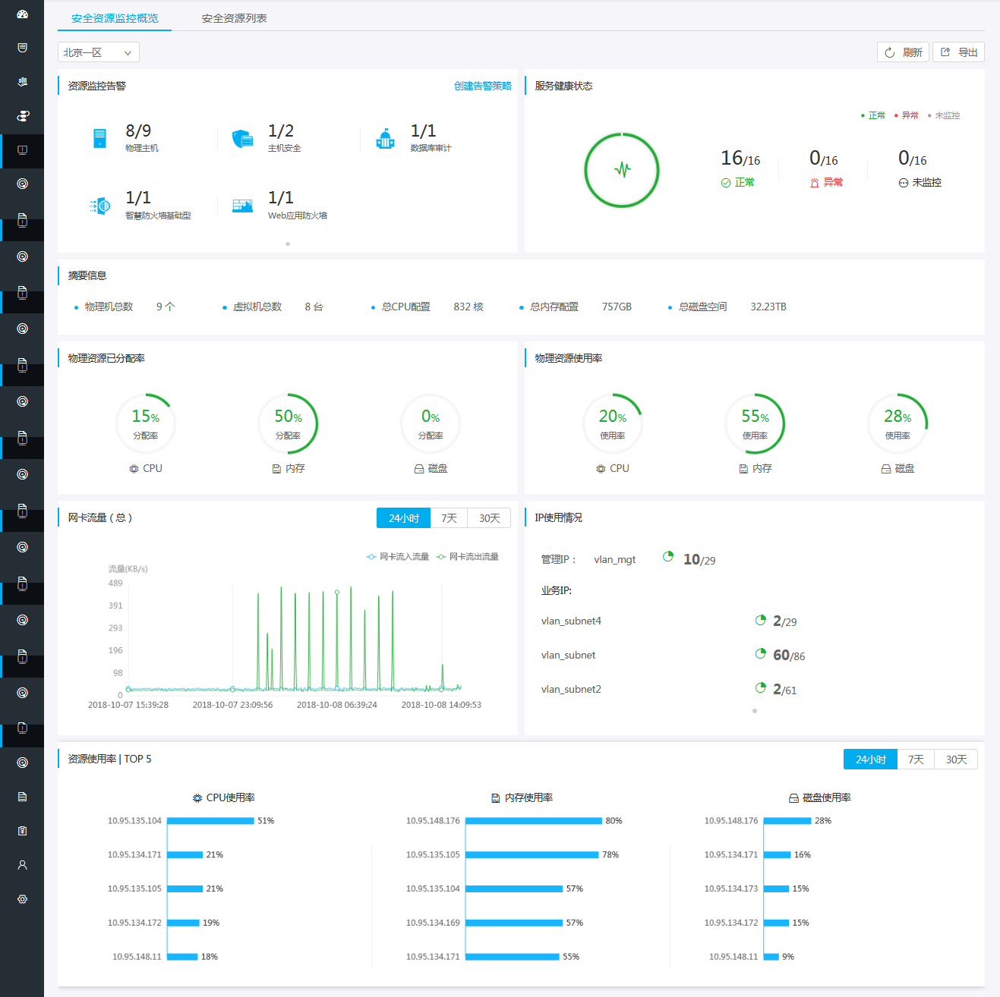 安全资源监控概览 安全资源列表
北京一区 刷新 导出
资源监控告警 创建告警策略
8/9 1/2 1/1
物理主机 主机安全 数据库审计
1/1 1/1
智慧防火墙基础型 Web应用防火墙
服务健康状态
正常 异常 未监控
16/16 0/16 0/16
正常 异常 未监控
摘要信息
物理机总数 9 个 虚拟机总数 8 台 总CPU配置 832 核 总内存配置 757GB 总磁盘空间 32.23TB
物理资源已分配率
15% 50% 0%
分配率 分配率 分配率
CPU 内存 磁盘
物理资源使用率
20% 55% 28%
使用率 使用率 使用率
CPU 内存 磁盘
网卡流量（总） 24小时 7天 30天
网卡流入流量 网卡流出流量
流量(KB/s)
489
391
293
196
98
0
2018-10-07 15:39:28 2018-10-07 23:09:56 2018-10-08 06:39:24 2018-10-08 14:09:53
IP使用情况
管理IP： vlan_mgt 10/29
业务IP:
vlan_subnet4 2/29
vlan_subnet 60/86
vlan_subnet2 2/61
资源使用率 | TOP 5 24小时 7天 30天
CPU使用率
10.95.135.104 51%
10.95.134.171 21%
10.95.135.105 21%
10.95.134.172 19%
10.95.148.11 18%
内存使用率
10.95.148.176 80%
10.95.135.105 78%
10.95.135.104 57%
10.95.134.169 57%
10.95.134.171 55%
磁盘使用率
10.95.148.176 28%
10.95.134.171 16%
10.95.134.173 15%
10.95.134.172 15%
10.95.148.11 9%